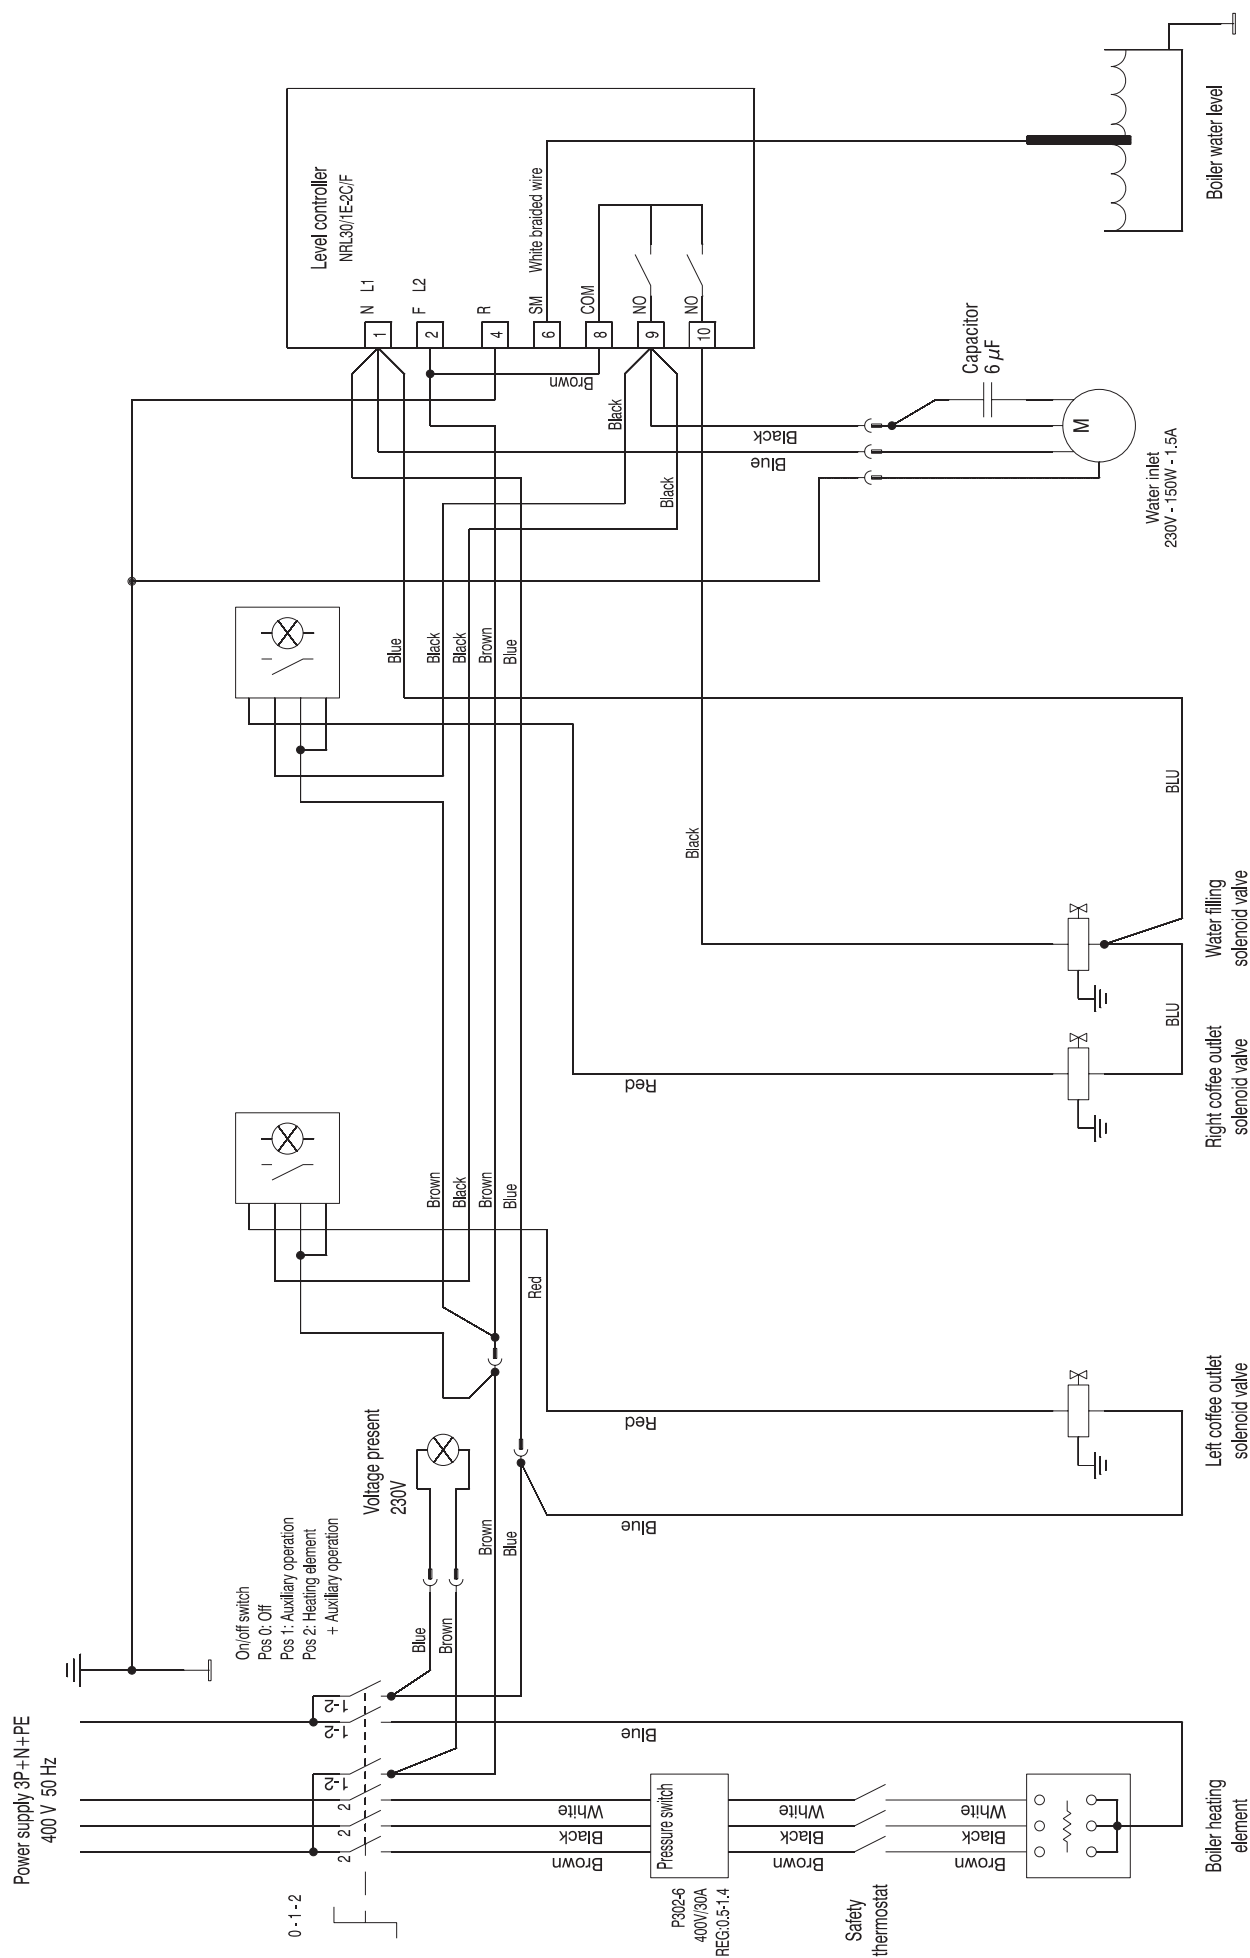 Power supply 3P+N+PE
400 V 50 Hz
0 - 1 - 2
On/off switch
Pos 0: Off
Pos 1: Auxiliary operation
Pos 2: Heating element
+ Auxiliary operation
2
2
2
1-2
1-2
1-2
Voltage present
230V
Blue
Brown
Brown
Blue
Brown
Black
White
Blue
Pressure switch
P302-6
400V/30A
REG:0.5-1.4
Brown
Black
White
Safety
thermostat
Brown
Black
White
Boiler heating
element
Blue
Red
Red
Left coffee outlet
solenoid valve
Brown
Black
Brown
Blue
Red
Right coffee outlet
solenoid valve
BLU
Water filling
solenoid valve
BLU
Black
Blue
Black
Black
Brown
Blue
Level controller
NRL30/1E-2C/F
N L1
1
F L2
2
R
4
SM
6
White braided wire
COM
8
NO
9
NO
10
Brown
Black
Black
Black
Blue
Capacitor
6 µF
M
Water inlet
230V - 150W - 1.5A
Boiler water level